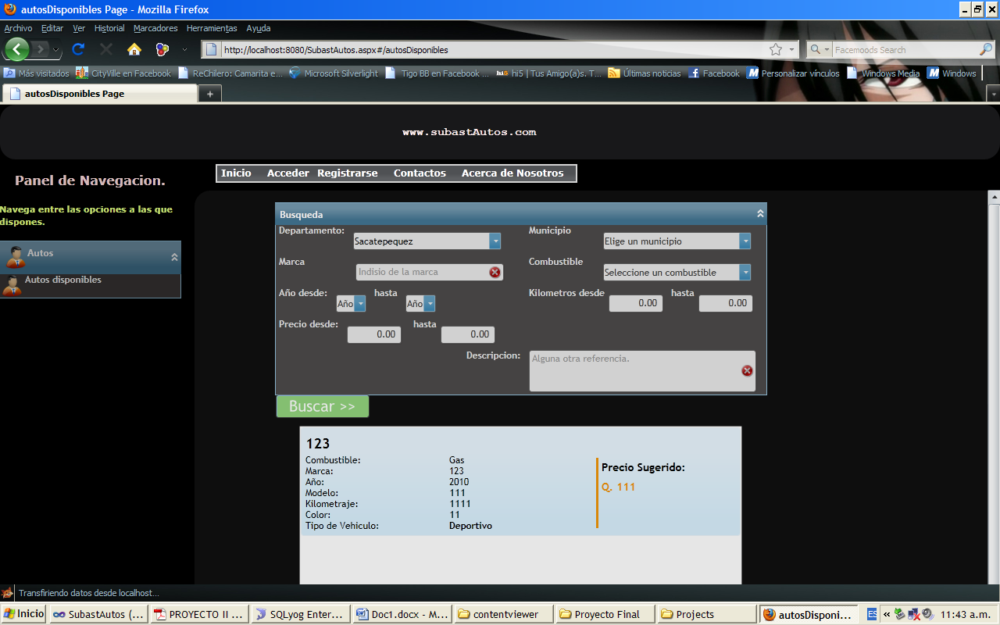 autosDisponibles Page - Mozilla Firefox
Archivo Editar Ver Historial Marcadores Herramientas Ayuda
http://localhost:8080/SubastAutos.aspx#/autosDisponibles
Facemoods Search
Más visitados CityVille en Facebook ReChilero: Camarita e... Microsoft Silverlight Tigo BB en Facebook ... hi5 hi5 | Tus Amigo(a)s. T... Últimas noticias Facebook Personalizar vínculos Windows Media Windows
autosDisponibles Page
www.subastAutos.com
Inicio Acceder Registrarse Contactos Acerca de Nosotros
Panel de Navegacion.
Navega entre las opciones a las que
dispones.
Autos
Autos disponibles
Busqueda
Departamento: Sacatepequez Municipio Elige un municipio
Marca Indisio de la marca Combustible Seleccione un combustible
Año desde: Año hasta Año Kilometros desde 0.00 hasta 0.00
Precio desde: 0.00 hasta 0.00
Descripcion: Alguna otra referencia.
Buscar >>
123
Combustible: Gas
Marca: 123
Año: 2010
Modelo: 111
Kilometraje: 1111
Color: 11
Tipo de Vehiculo: Deportivo
Precio Sugerido:
Q. 111
Transfiriendo datos desde localhost...
Inicio SubastAutos (... PROYECTO II ... SQLyog Enter... Doc1.docx - M... contentviewer Proyecto Final Projects autosDisponi... ES « 11:43 a.m.